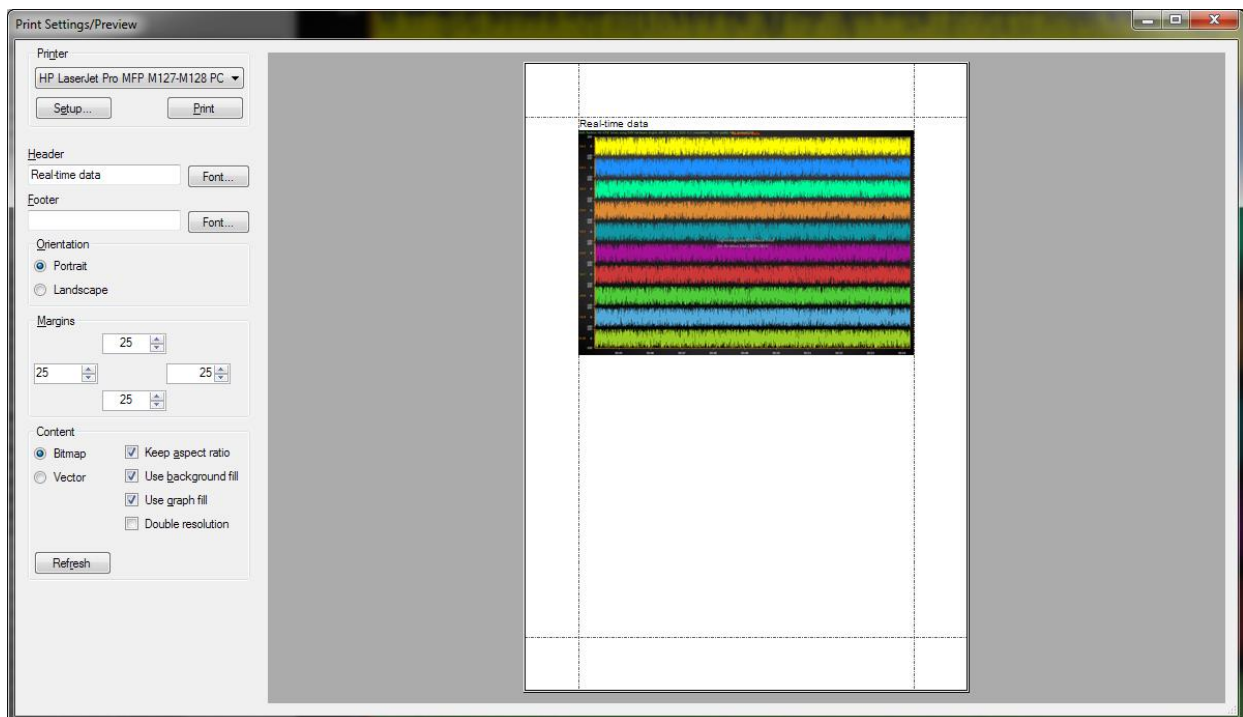 Print Settings/Preview
Printer
HP LaserJet Pro MFP M127-M128 PC
Setup...
Print
Header
Real-time data
Font...
Footer
Font...
Orientation
Portrait
Landscape
Margins
25
25
25
25
Content
Bitmap
Keep aspect ratio
Vector
Use background fill
Use graph fill
Double resolution
Refresh
Real-time data